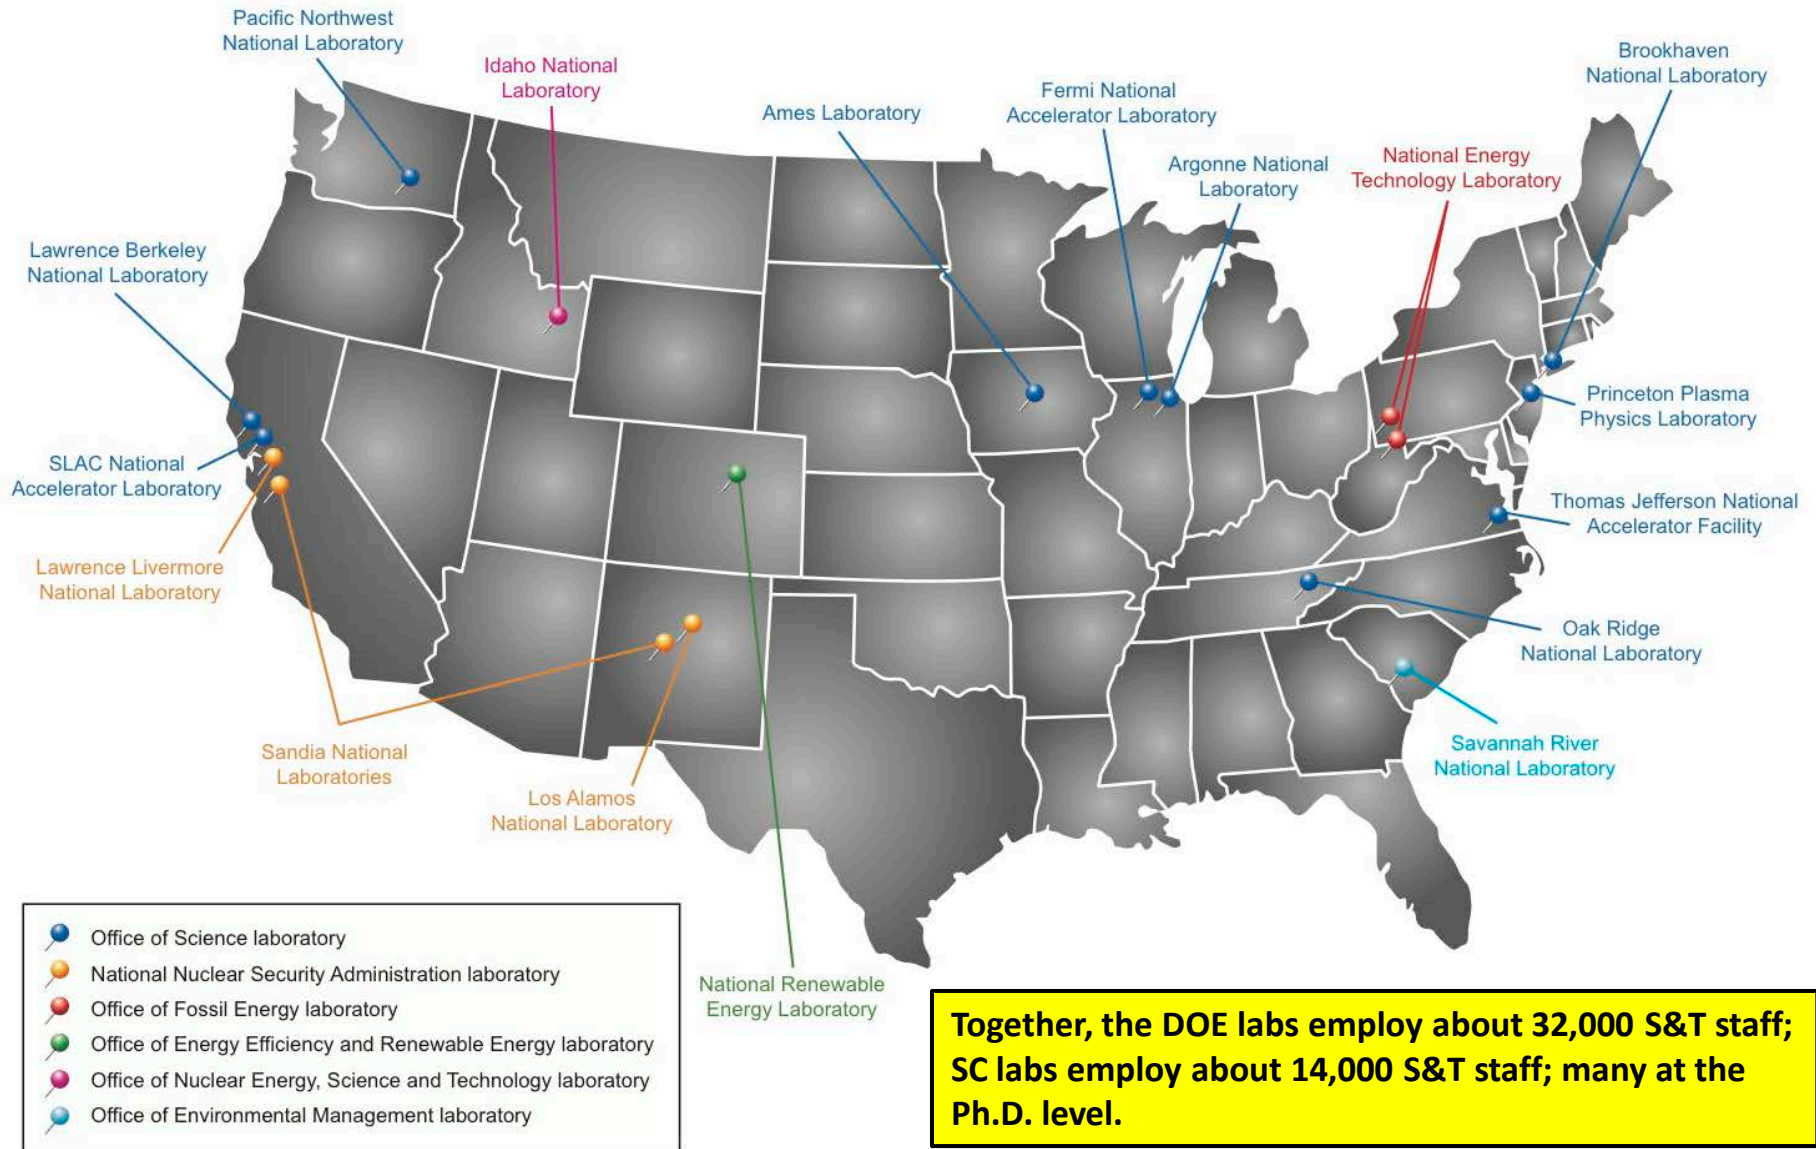 Pacific Northwest
National Laboratory
Idaho National
Laboratory
Ames Laboratory
Fermi National
Accelerator Laboratory
Argonne National
Laboratory
National Energy
Technology Laboratory
Brookhaven
National Laboratory
Lawrence Berkeley
National Laboratory
SLAC National
Accelerator Laboratory
Lawrence Livermore
National Laboratory
Sandia National
Laboratories
Los Alamos
National Laboratory
National Renewable
Energy Laboratory
Princeton Plasma
Physics Laboratory
Thomas Jefferson National
Accelerator Facility
Oak Ridge
National Laboratory
Savannah River
National Laboratory
Office of Science laboratory
National Nuclear Security Administration laboratory
Office of Fossil Energy laboratory
Office of Energy Efficiency and Renewable Energy laboratory
Office of Nuclear Energy, Science and Technology laboratory
Office of Environmental Management laboratory
Together, the DOE labs employ about 32,000 S&T staff;
SC labs employ about 14,000 S&T staff; many at the
Ph.D. level.